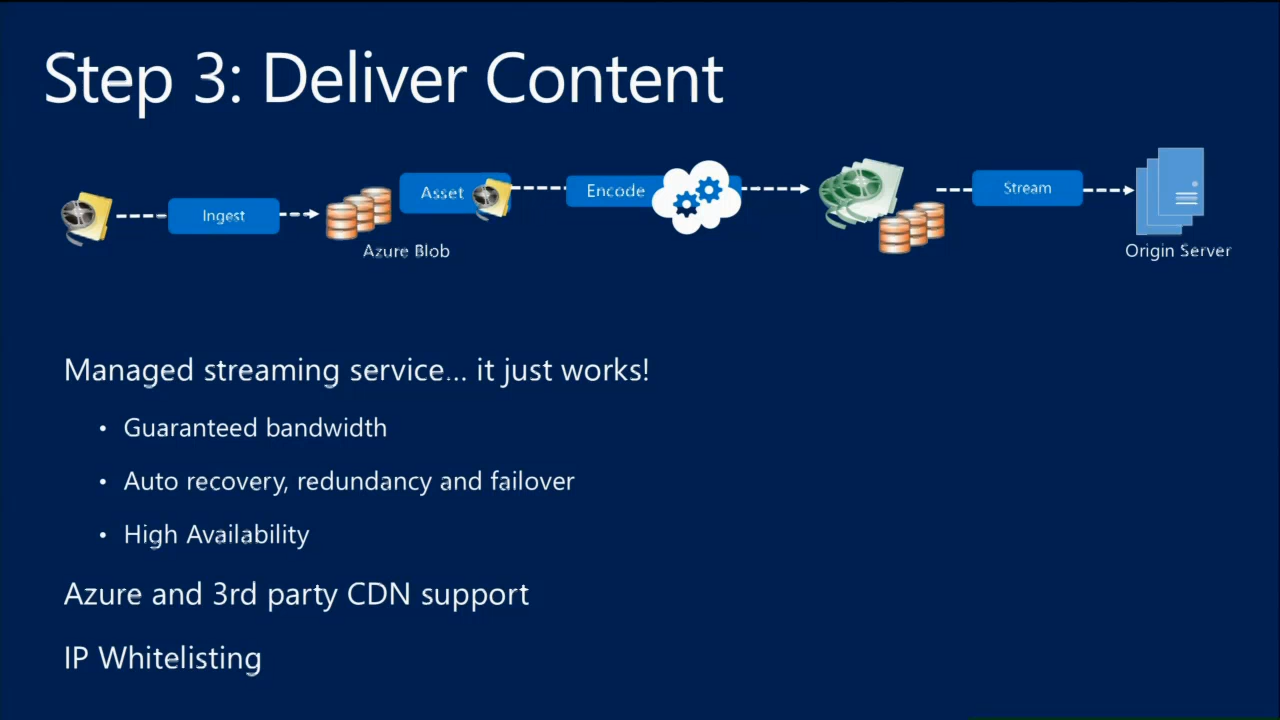 Step 3: Deliver Content
Ingest
Asset
Encode
Stream
Azure Blob
Origin Server
Managed streaming service... it just works!
• Guaranteed bandwidth
• Auto recovery, redundancy and failover
• High Availability
Azure and 3rd party CDN support
IP Whitelisting